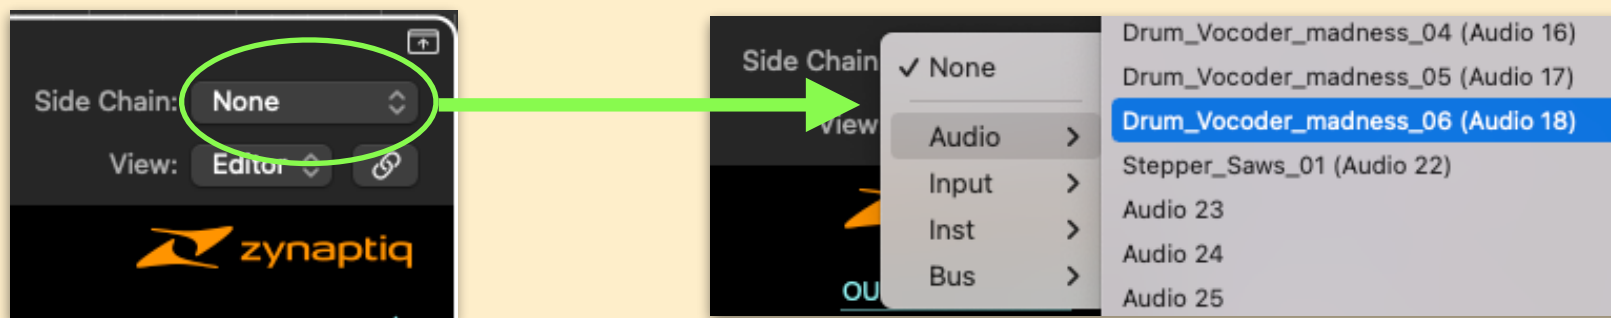 Side Chain: None
View: Editor
zynaptiq
Side Chain
View
✓ None
Audio >
Input >
Inst >
Bus >
OU
Drum_Vocoder_madness_04 (Audio 16)
Drum_Vocoder_madness_05 (Audio 17)
Drum_Vocoder_madness_06 (Audio 18)
Stepper_Saws_01 (Audio 22)
Audio 23
Audio 24
Audio 25